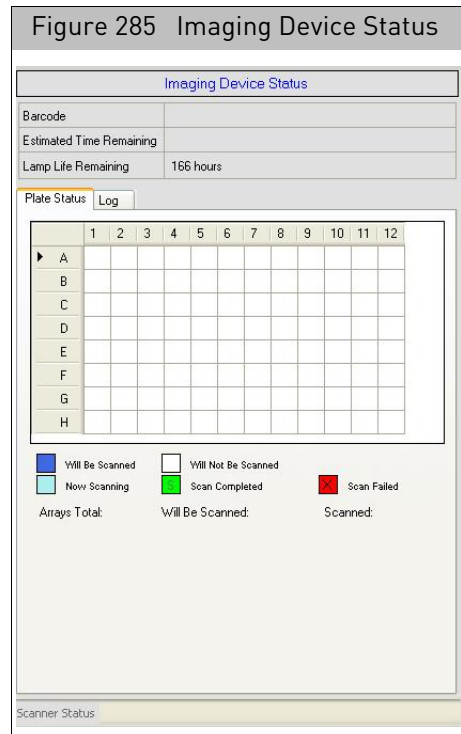 Figure 285 Imaging Device Status
Imaging Device Status
Barcode
Estimated Time Remaining
Lamp Life Remaining 166 hours
Plate Status Log
1 2 3 4 5 6 7 8 9 10 11 12
A
B
C
D
E
F
G
H
Will Be Scanned Will Not Be Scanned
Now Scanning S Scan Completed X Scan Failed
Arrays Total: Will Be Scanned: Scanned:
Scanner Status